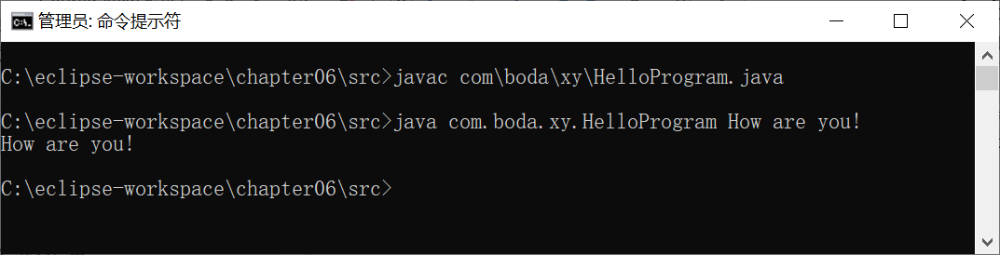 管理员: 命令提示符
C:\eclipse-workspace\chapter06\src>javac com\boda\xy\HelloProgram.java
C:\eclipse-workspace\chapter06\src>java com.boda.xy.HelloProgram How are you!
How are you!
C:\eclipse-workspace\chapter06\src>